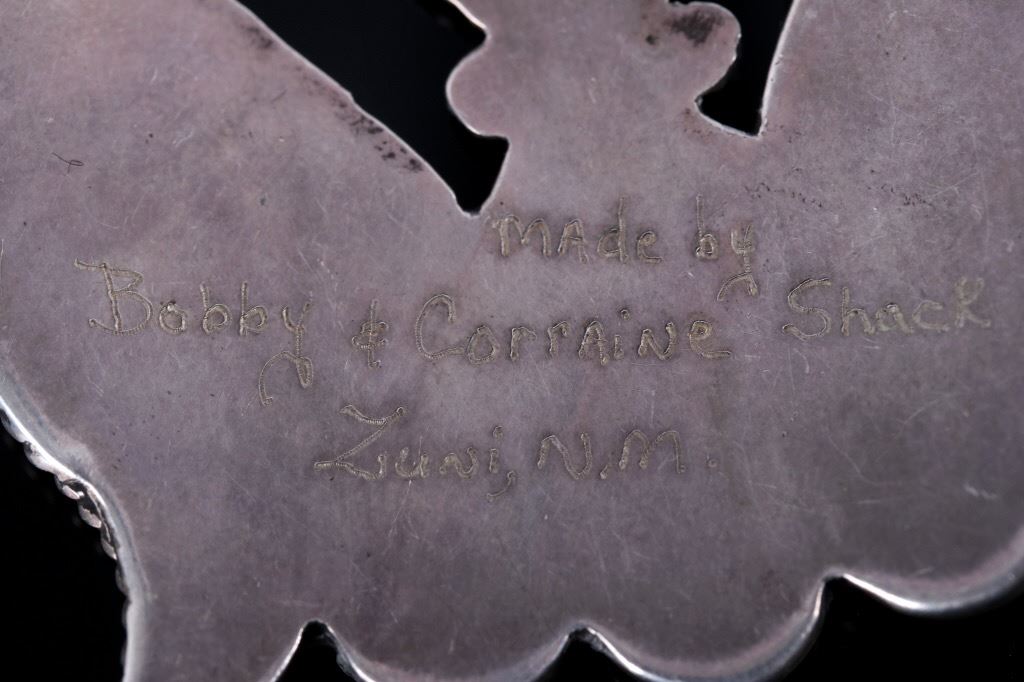 MAde by
Bobby & Corraine Shack
Zuni, N.M.